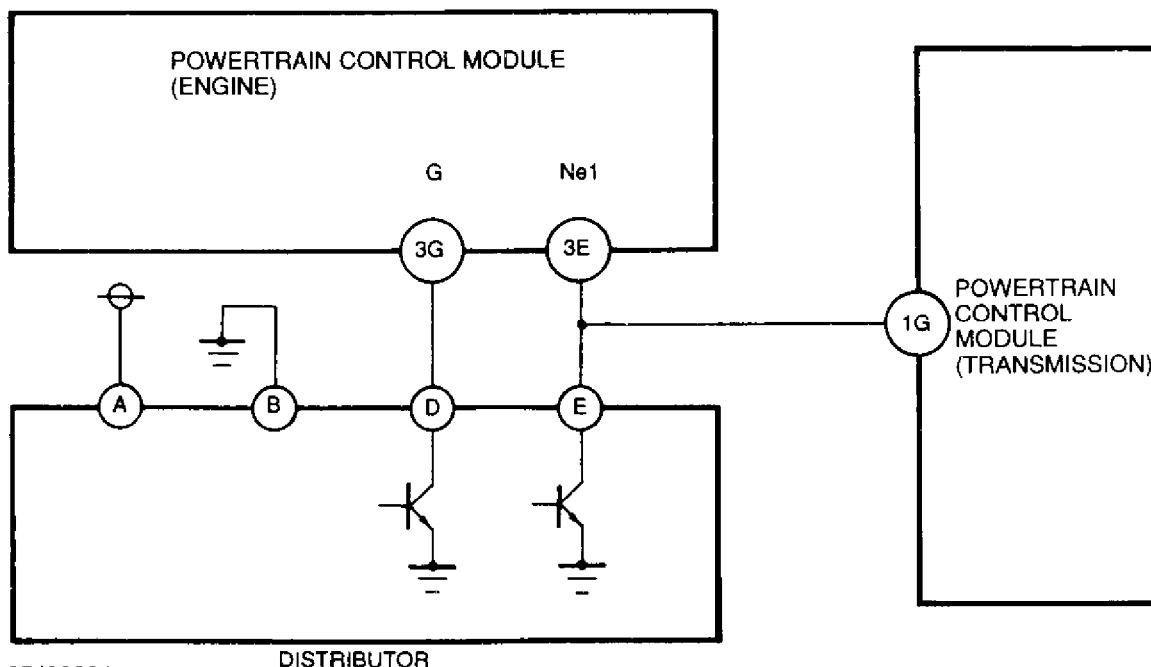 POWERTRAIN CONTROL MODULE
(ENGINE)
G Ne1
3G 3E
1G
POWERTRAIN
CONTROL
MODULE
(TRANSMISSION)
A B D E
DISTRIBUTOR